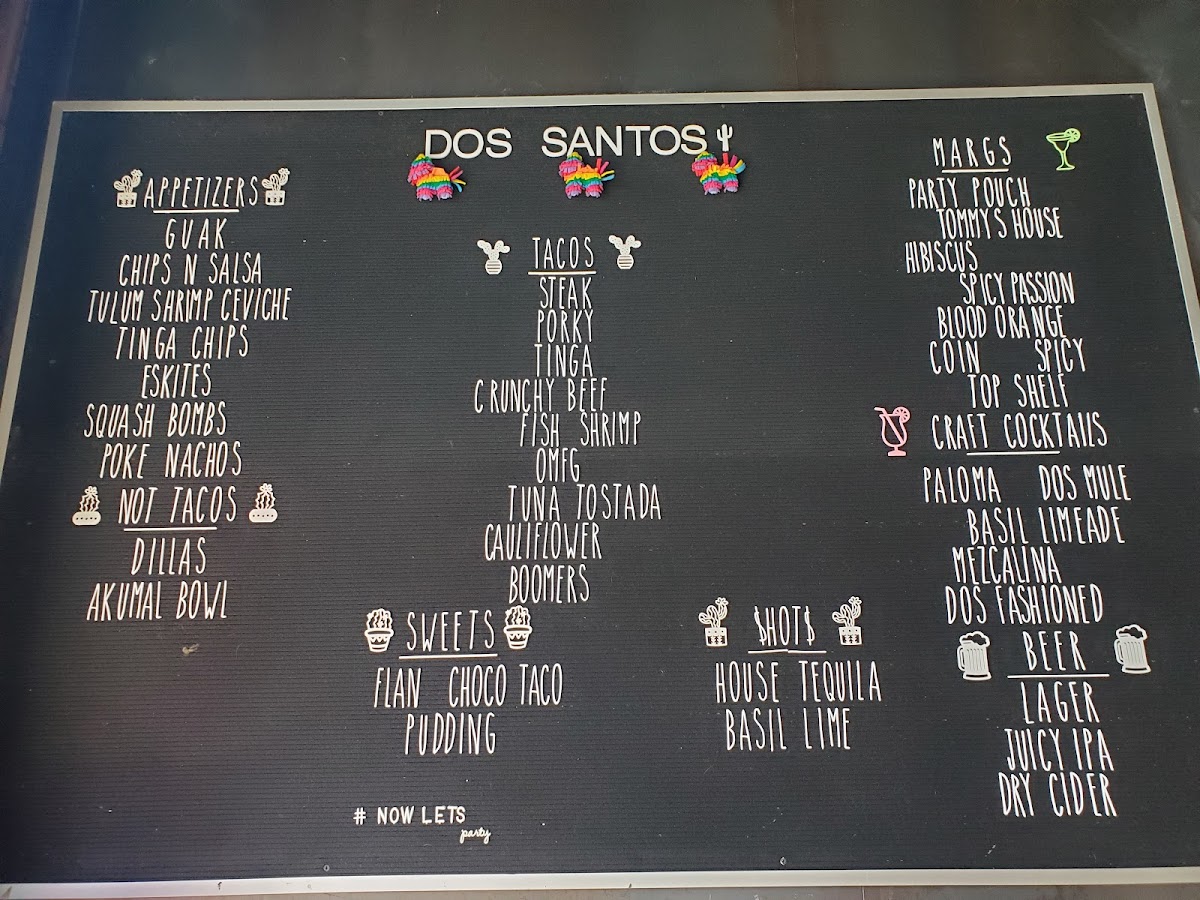 DOS SANTOS
APPETIZERS
GUAK
CHIPS N SALSA
TULUM SHRIMP CEVICHE
TINGA CHIPS
ESKITES
SQUASH BOMBS
POKE NACHOS
NOT TACOS
DILLAS
AKUMAL BOWL
TACOS
STEAK
PORKY
TINGA
CRUNCHY BEEF
FISH SHRIMP
OMFG
TUNA TOSTADA
CAULIFLOWER
BOOMERS
SWEETS
FLAN CHOCO TACO
PUDDING
$HOT$
HOUSE TEQUILA
BASIL LIME
MARGS
PARTY POUCH
TOMMYS HOUSE
HIBISCUS
SPICY PASSION
BLOOD ORANGE
COIN SPICY
TOP SHELF
CRAFT COCKTAILS
PALOMA DOS MULE
BASIL LIMEADE
MEZCALINA
DOS FASHIONED
BEER
LAGER
JUICY IPA
DRY CIDER
# NOW LETS
party